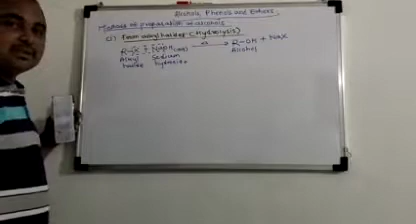 Alcohols, Phenols and Ethers
Methods of preparation of alcohols
From alkyl halides (Hydrolysis)
R-X + NaOH(aq) → R-OH + NaX
Alkyl Sodium Alcohol
halide hydroxide